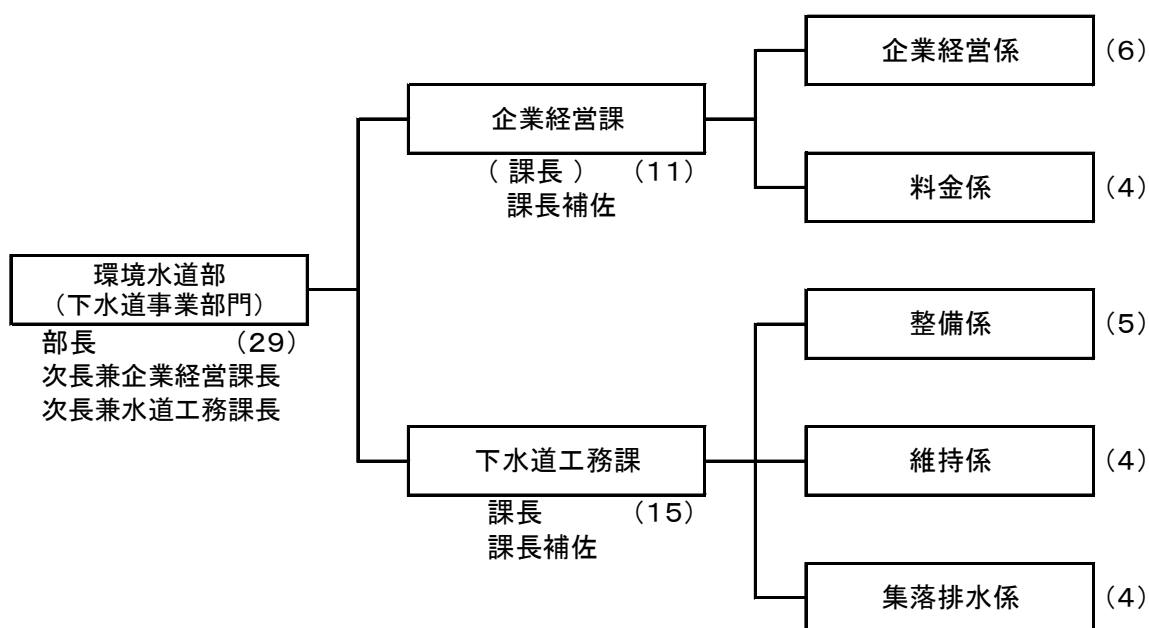 環境水道部
（下水道事業部門）
部長　（29）
次長兼企業経営課長
次長兼水道工務課長
企業経営課
（ 課長 ）　（11）
課長補佐
企業経営係　（6）
料金係　（4）
下水道工務課
課長　（15）
課長補佐
整備係　（5）
維持係　（4）
集落排水係　（4）